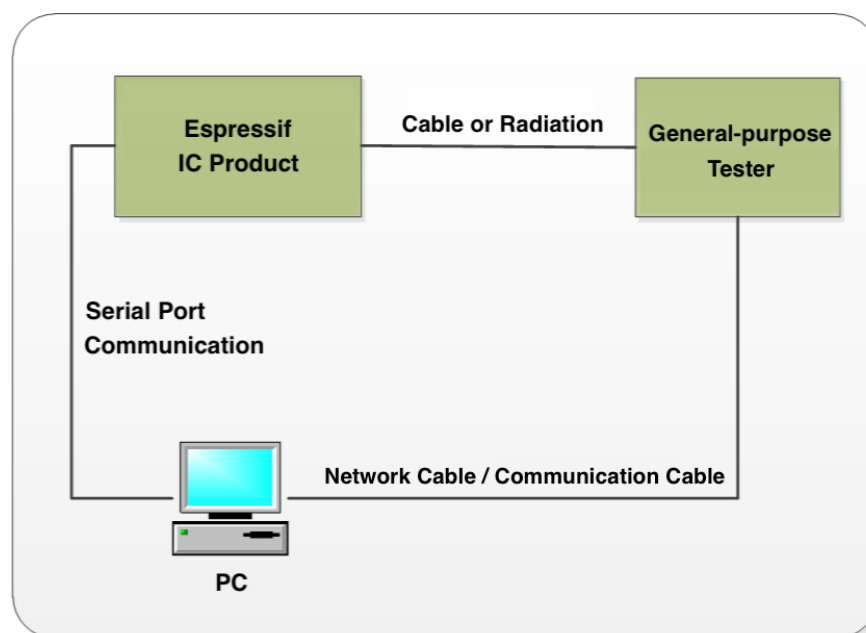 Espressif
IC Product
Cable or Radiation
General-purpose
Tester
Serial Port
Communication
Network Cable / Communication Cable
PC